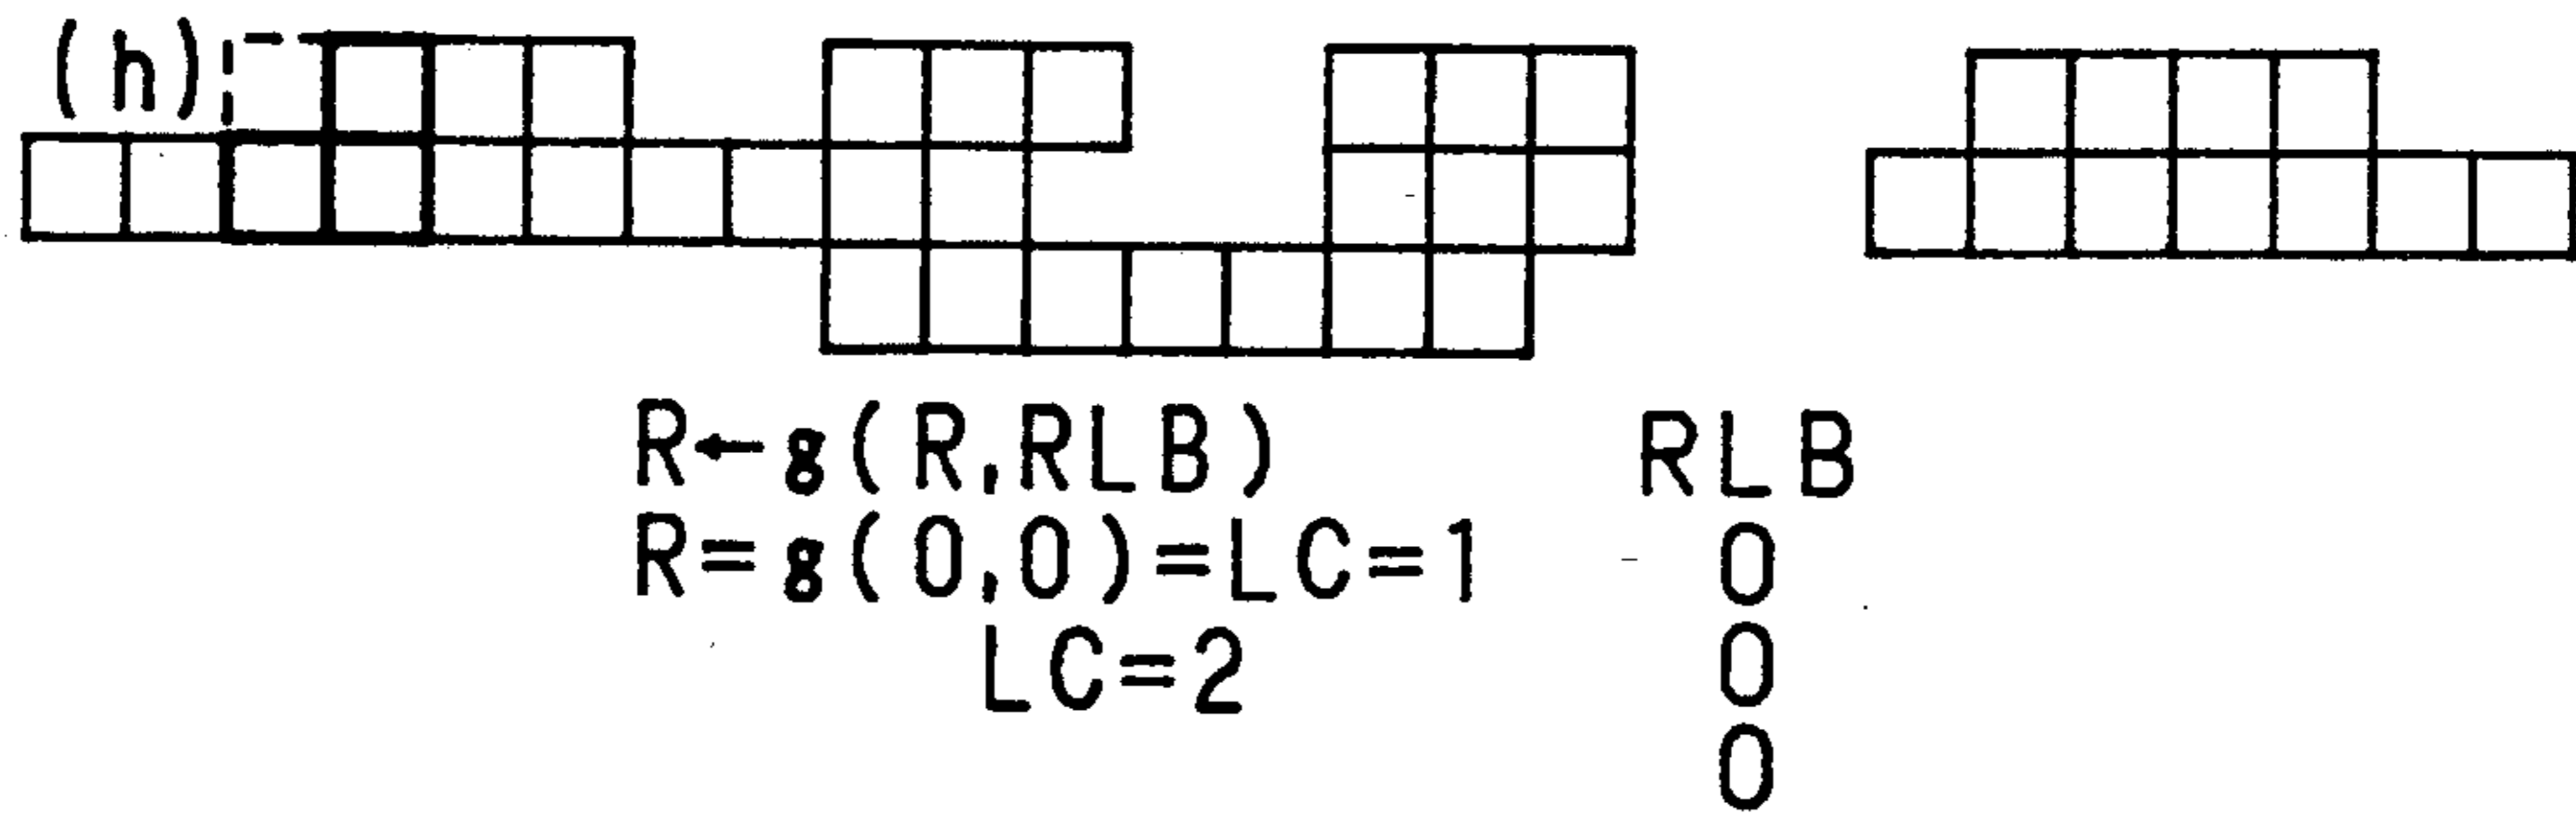 (h)
R←g(R,RLB) RLB
R=g(0,0)=LC=1 0
LC=2 0
0